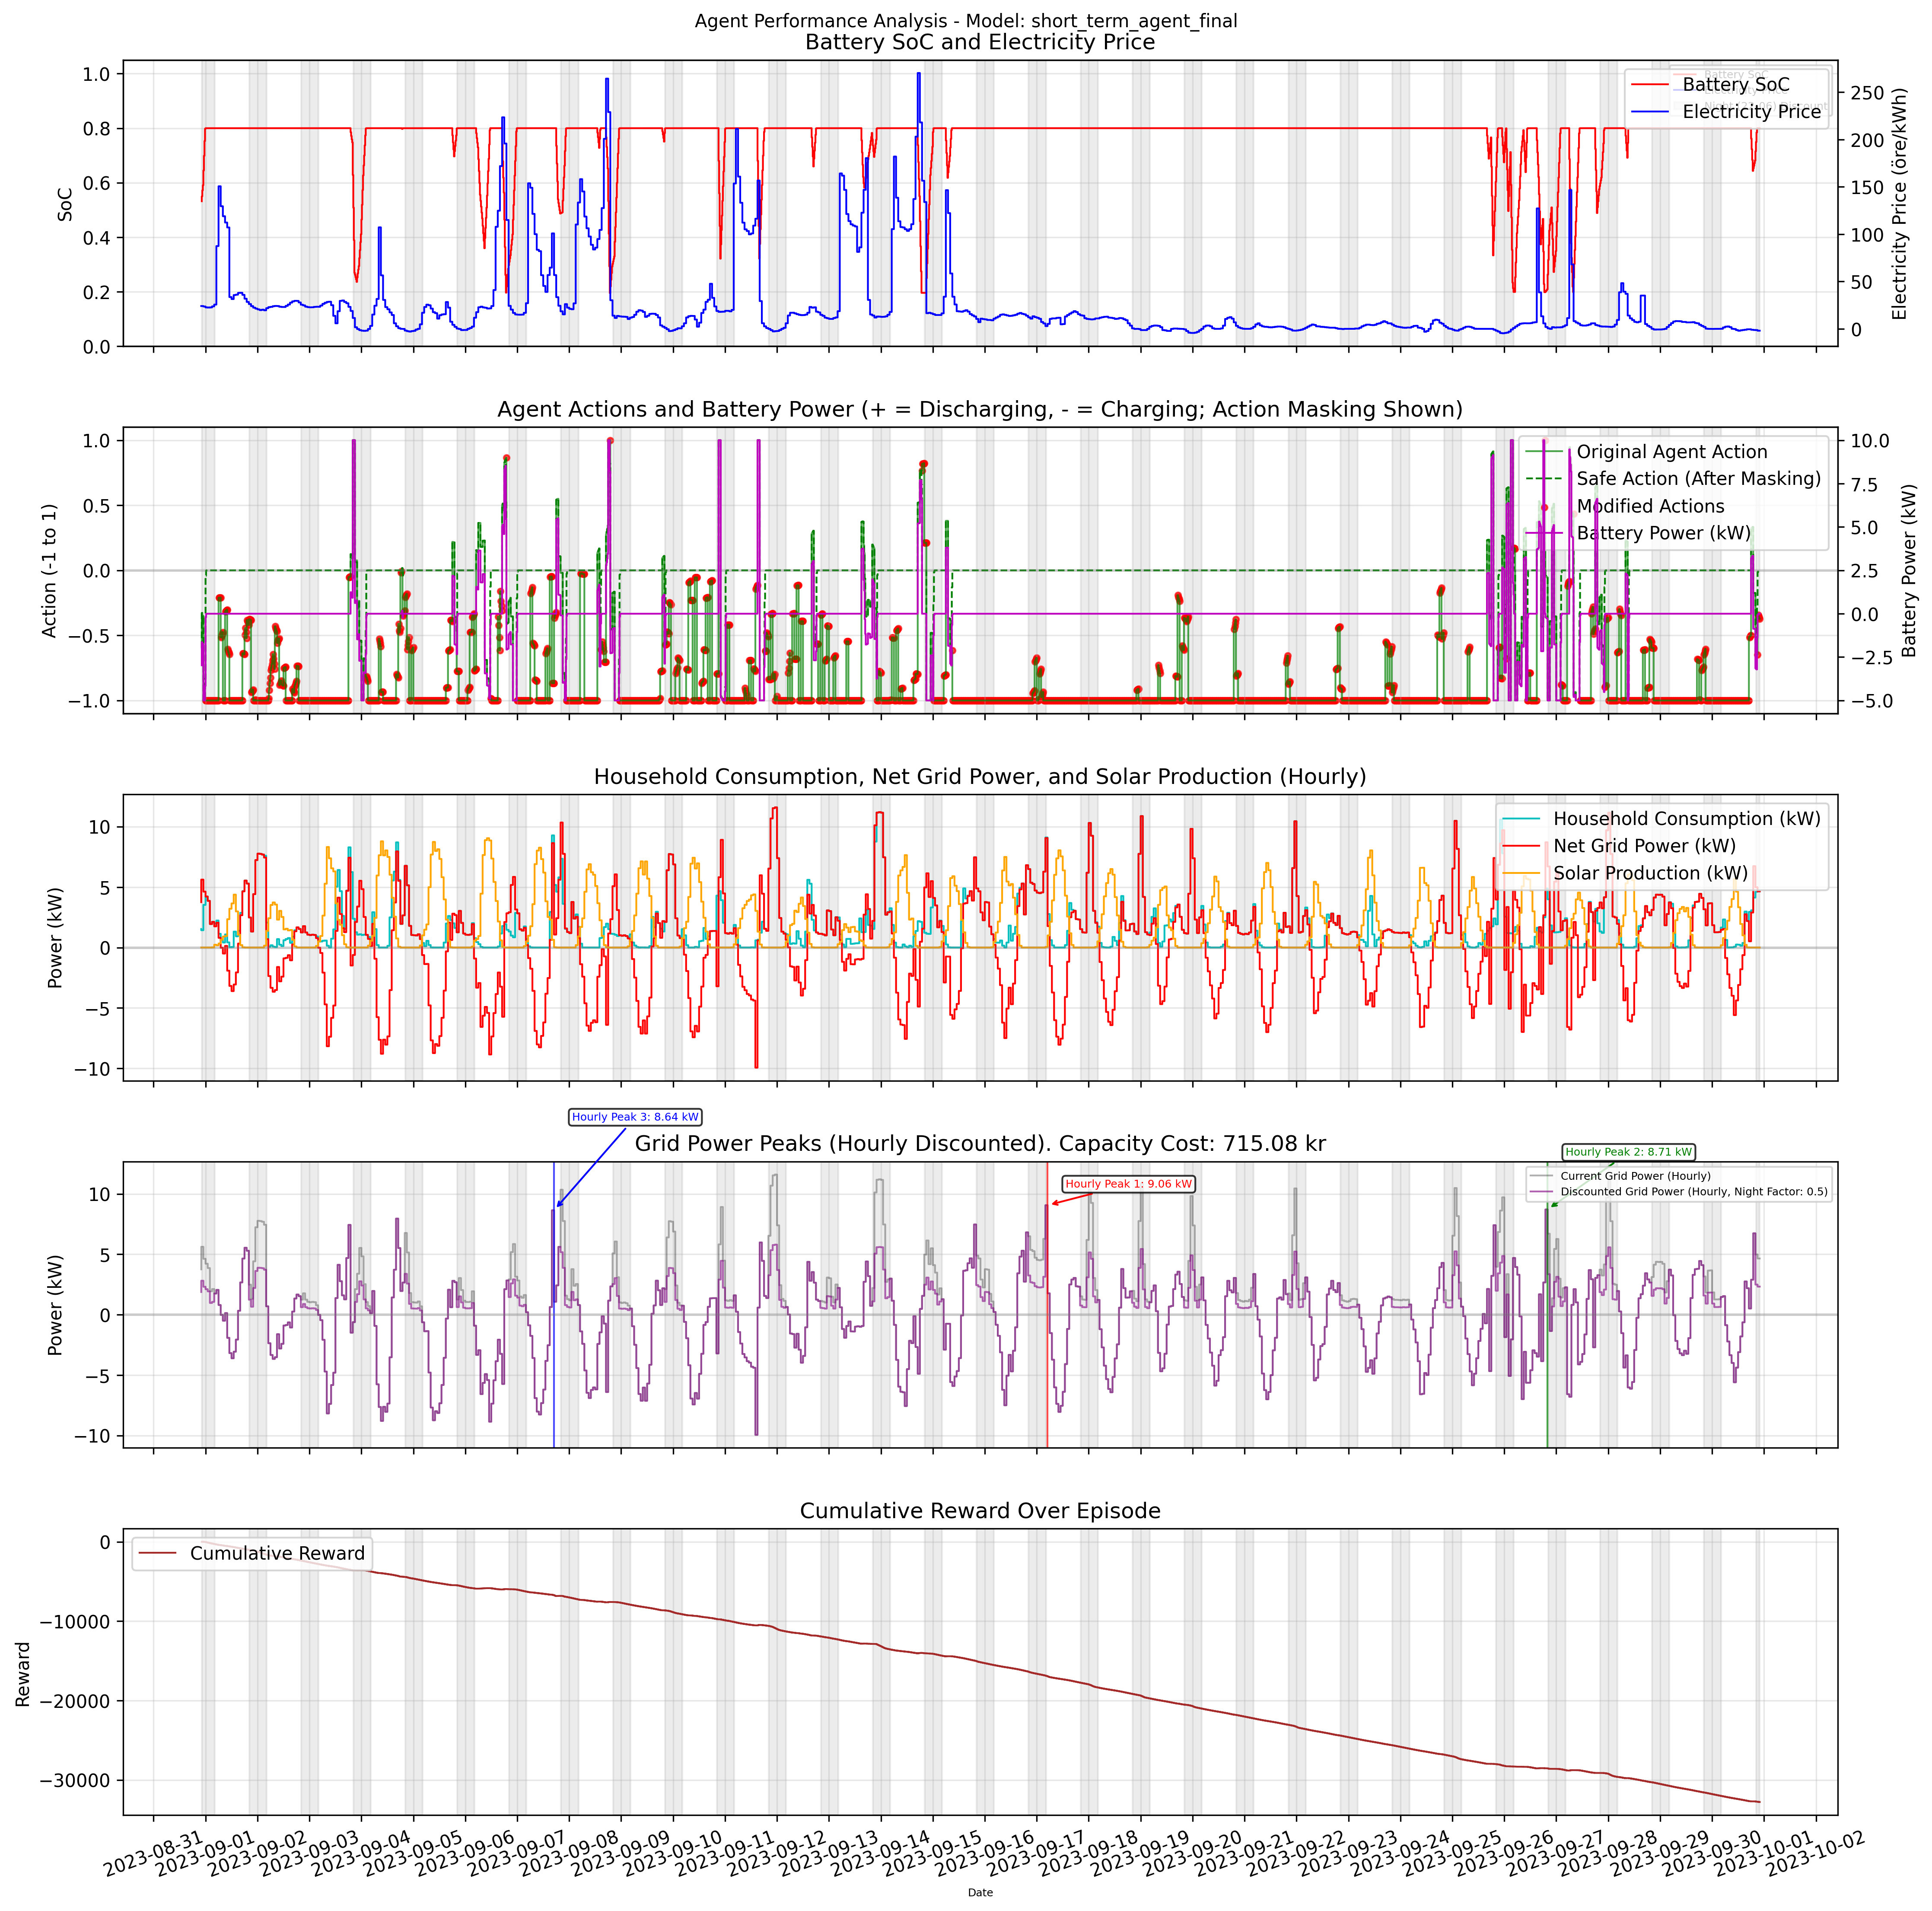 Agent Performance Analysis - Model: short_term_agent_final
Battery SoC and Electricity Price
1.0
0.8
0.6
0.4
0.2
0.0
SoC
Battery SoC
Electricity Price
250
200
150
100
50
0
Electricity Price (öre/kWh)
Agent Actions and Battery Power (+ = Discharging, - = Charging; Action Masking Shown)
1.0
0.5
0.0
−0.5
−1.0
Action (-1 to 1)
Original Agent Action
Safe Action (After Masking)
Modified Actions
Battery Power (kW)
10.0
7.5
5.0
2.5
0.0
−2.5
−5.0
Battery Power (kW)
Household Consumption, Net Grid Power, and Solar Production (Hourly)
10
5
0
−5
−10
Power (kW)
Household Consumption (kW)
Net Grid Power (kW)
Solar Production (kW)
Hourly Peak 3: 8.64 kW
Grid Power Peaks (Hourly Discounted). Capacity Cost: 715.08 kr
Hourly Peak 2: 8.71 kW
Hourly Peak 1: 9.06 kW
Current Grid Power (Hourly)
Discounted Grid Power (Hourly, Night Factor: 0.5)
10
5
0
−5
−10
Power (kW)
Cumulative Reward Over Episode
Cumulative Reward
0
−10000
−20000
−30000
Reward
2023-08-31
2023-09-01
2023-09-02
2023-09-03
2023-09-04
2023-09-05
2023-09-06
2023-09-07
2023-09-08
2023-09-09
2023-09-10
2023-09-11
2023-09-12
2023-09-13
2023-09-14
2023-09-15
2023-09-16
2023-09-17
2023-09-18
2023-09-19
2023-09-20
2023-09-21
2023-09-22
2023-09-23
2023-09-24
2023-09-25
2023-09-26
2023-09-27
2023-09-28
2023-09-29
2023-09-30
2023-10-01
2023-10-02
Date